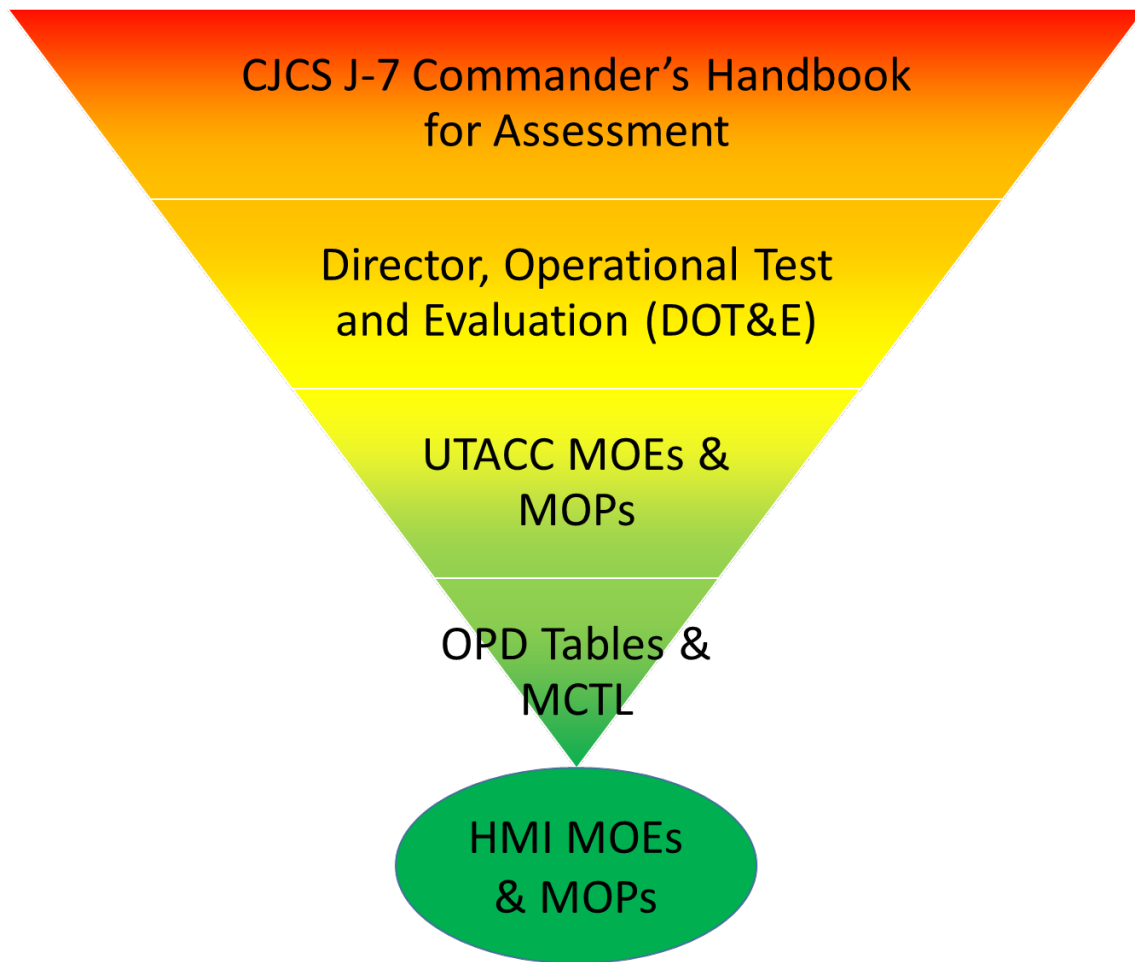 CJCS J-7 Commander’s Handbook
for Assessment
Director, Operational Test
and Evaluation (DOT&E)
UTACC MOEs &
MOPs
OPD Tables &
MCTL
HMI MOEs
& MOPs